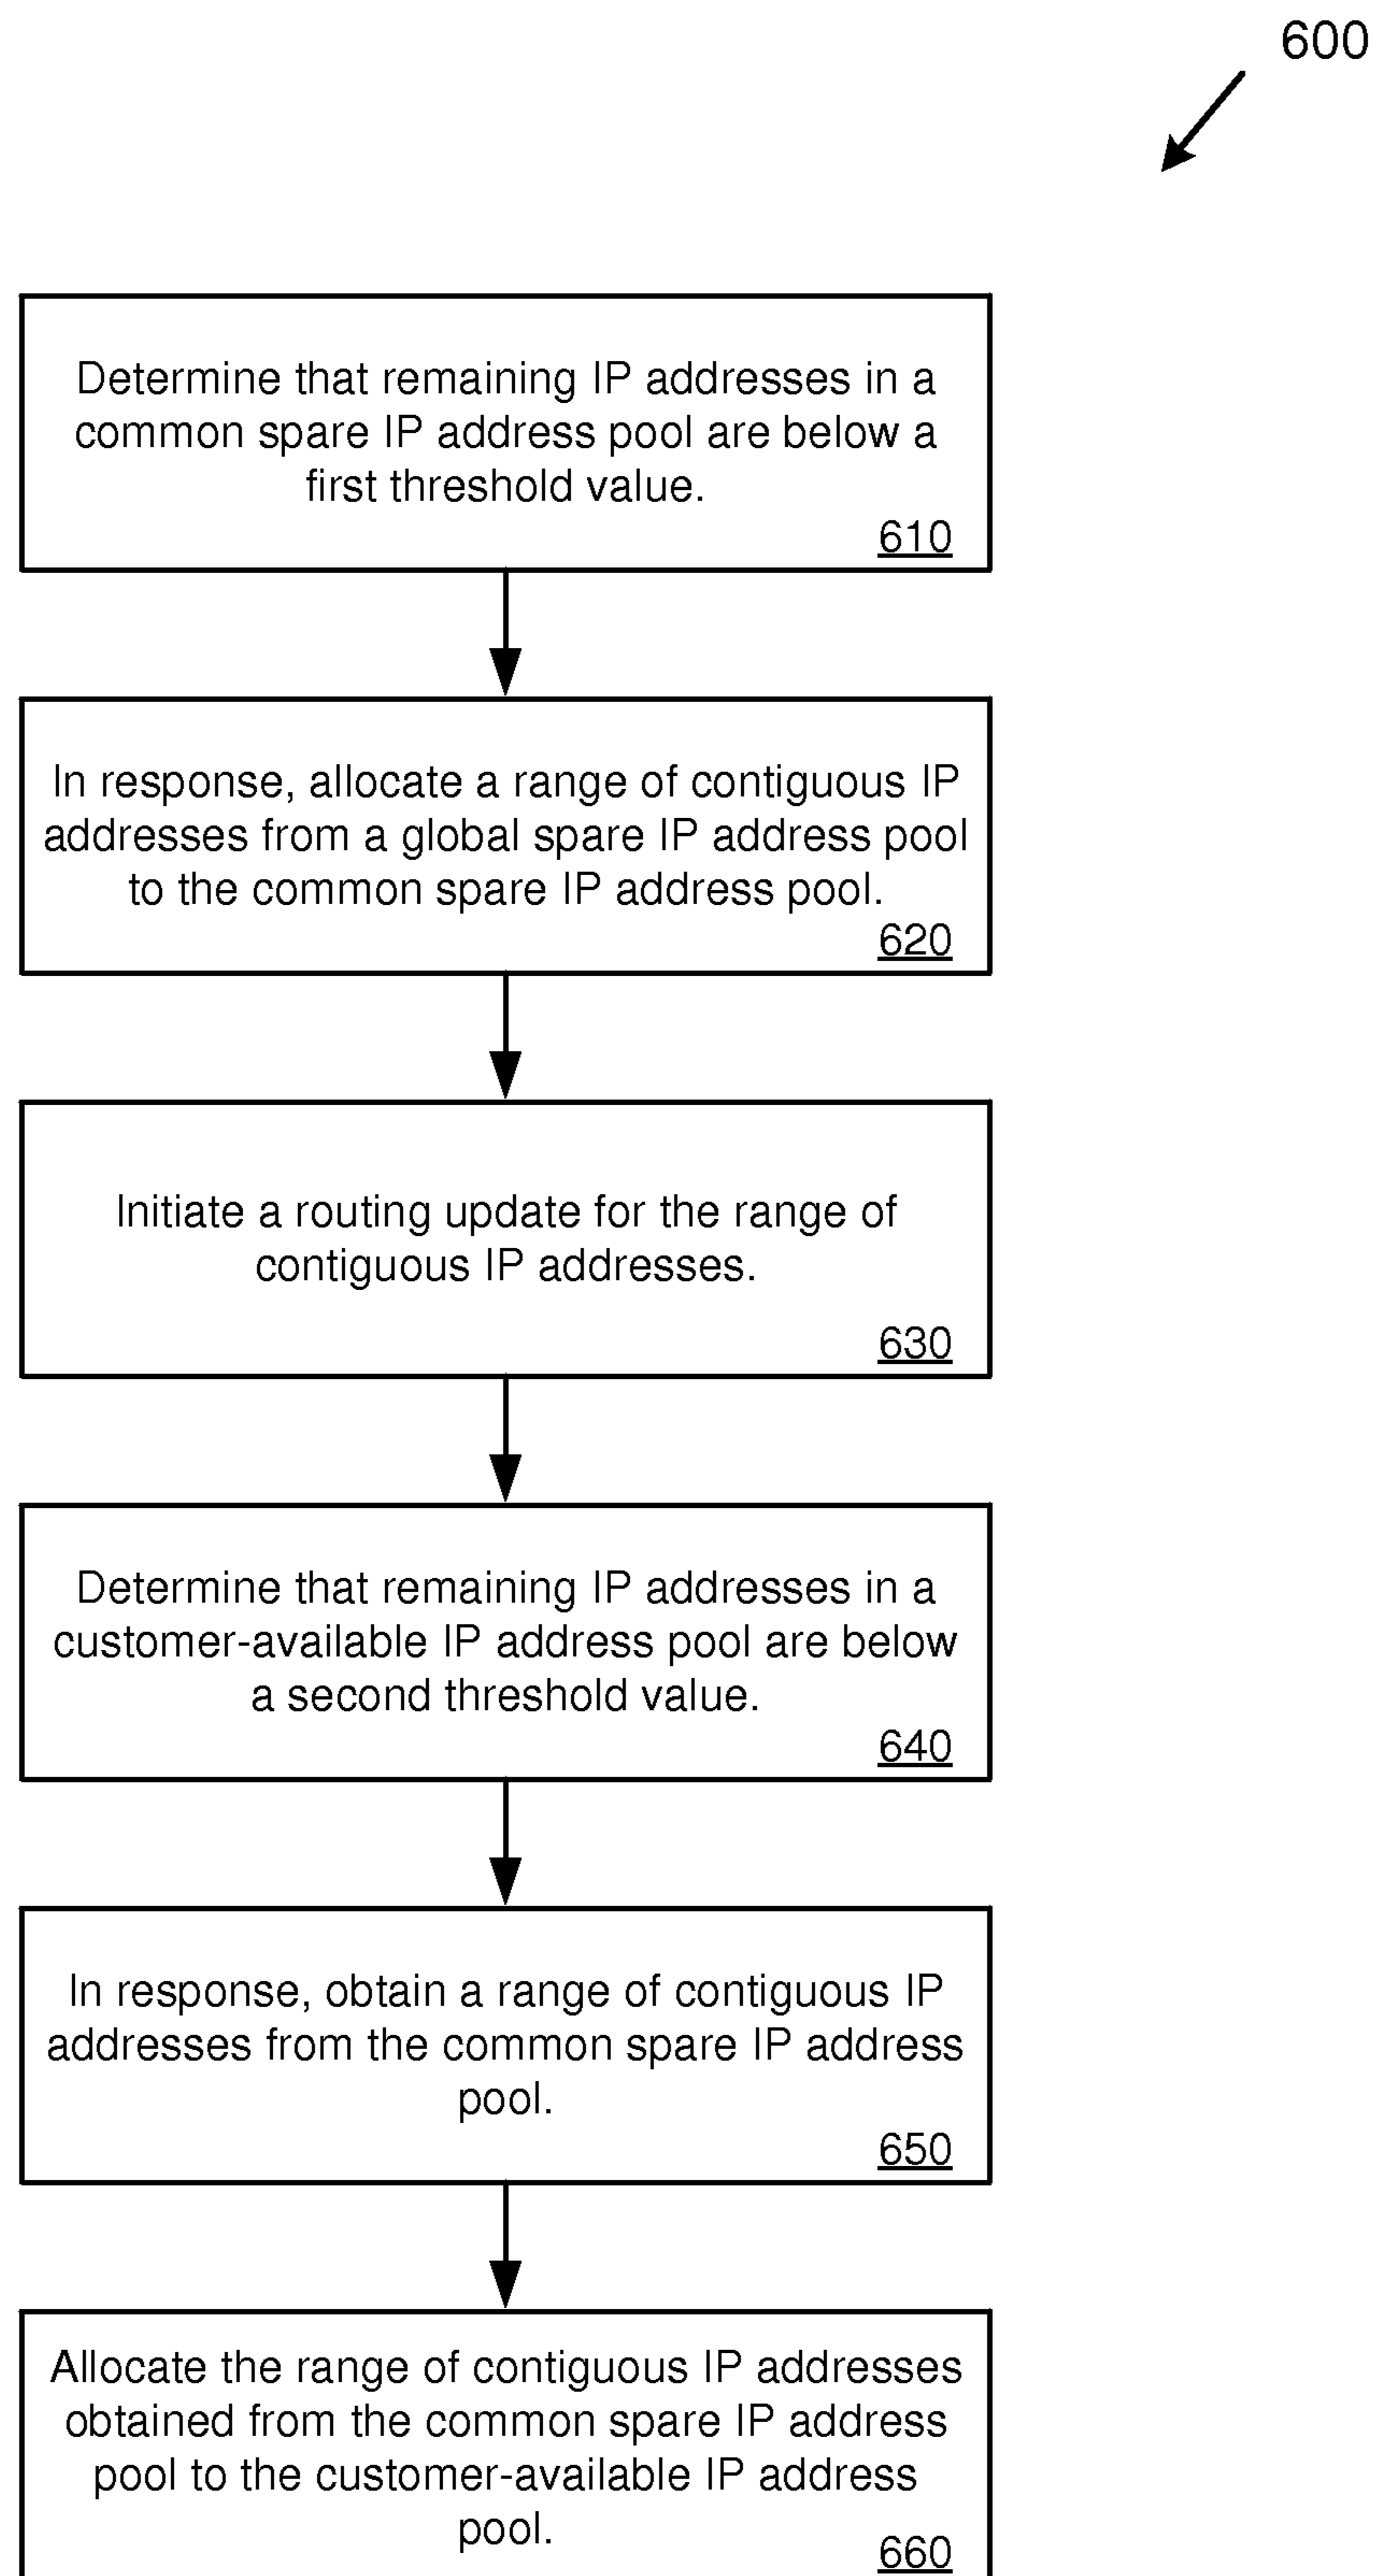 600
Determine that remaining IP addresses in a
common spare IP address pool are below a
first threshold value.
610
In response, allocate a range of contiguous IP
addresses from a global spare IP address pool
to the common spare IP address pool.
620
Initiate a routing update for the range of
contiguous IP addresses.
630
Determine that remaining IP addresses in a
customer-available IP address pool are below
a second threshold value.
640
In response, obtain a range of contiguous IP
addresses from the common spare IP address
pool.
650
Allocate the range of contiguous IP addresses
obtained from the common spare IP address
pool to the customer-available IP address
pool.
660